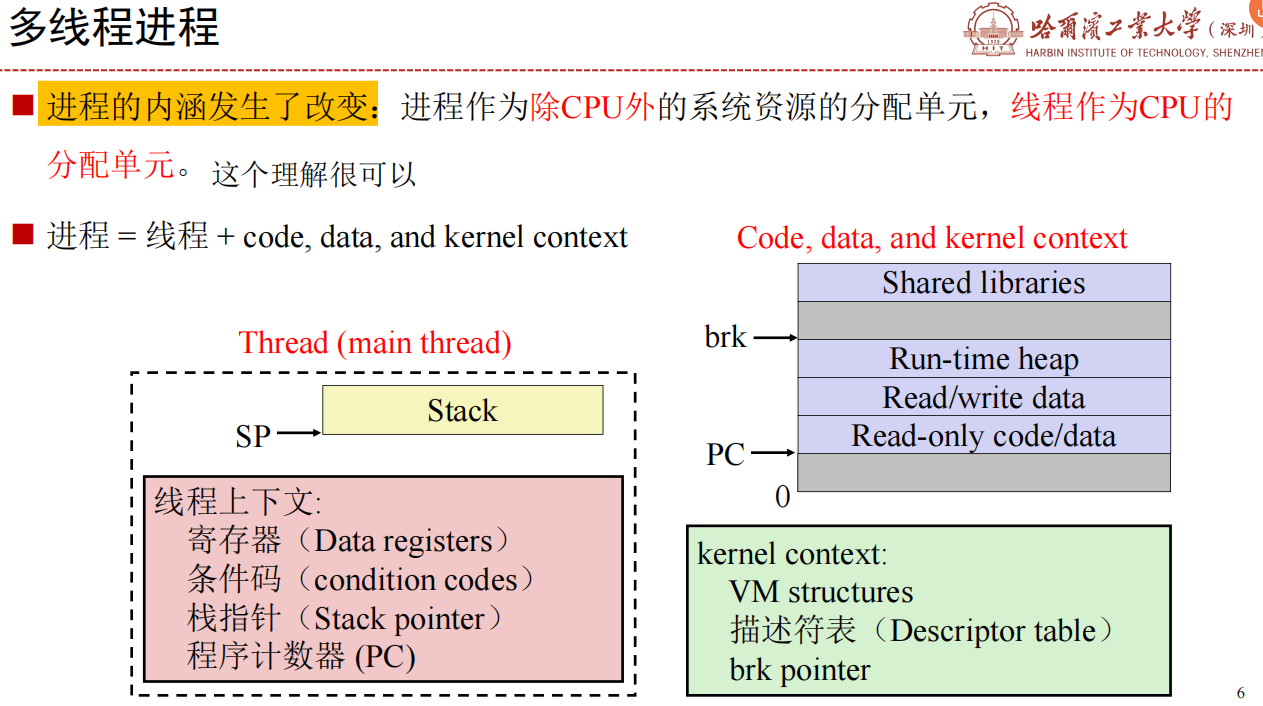 多线程进程
哈爾濱工業大學(深圳)
HARBIN INSTITUTE OF TECHNOLOGY, SHENZHEN
1920
HIT
进程的内涵发生了改变：进程作为除CPU外的系统资源的分配单元，线程作为CPU的
分配单元。 这个理解很可以
进程 = 线程 + code, data, and kernel context
Thread (main thread)
Stack
SP
线程上下文:
寄存器（Data registers）
条件码（condition codes）
栈指针（Stack pointer）
程序计数器 (PC)
Code, data, and kernel context
Shared libraries
brk
Run-time heap
Read/write data
Read-only code/data
PC
0
kernel context:
VM structures
描述符表（Descriptor table）
brk pointer
6